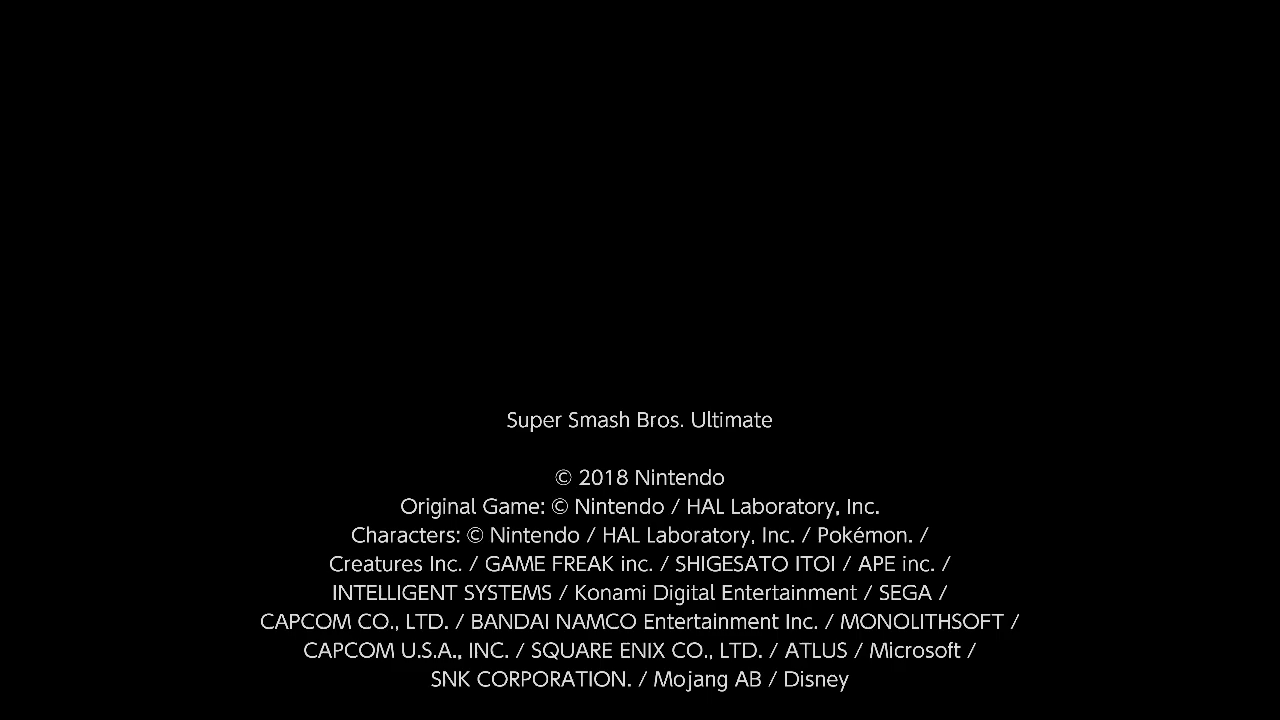 Super Smash Bros. Ultimate
© 2018 Nintendo
Original Game: © Nintendo / HAL Laboratory, Inc.
Characters: © Nintendo / HAL Laboratory, Inc. / Pokémon. /
Creatures Inc. / GAME FREAK inc. / SHIGESATO ITOI / APE inc. /
INTELLIGENT SYSTEMS / Konami Digital Entertainment / SEGA /
CAPCOM CO., LTD. / BANDAI NAMCO Entertainment Inc. / MONOLITHSOFT /
CAPCOM U.S.A., INC. / SQUARE ENIX CO., LTD. / ATLUS / Microsoft /
SNK CORPORATION. / Mojang AB / Disney